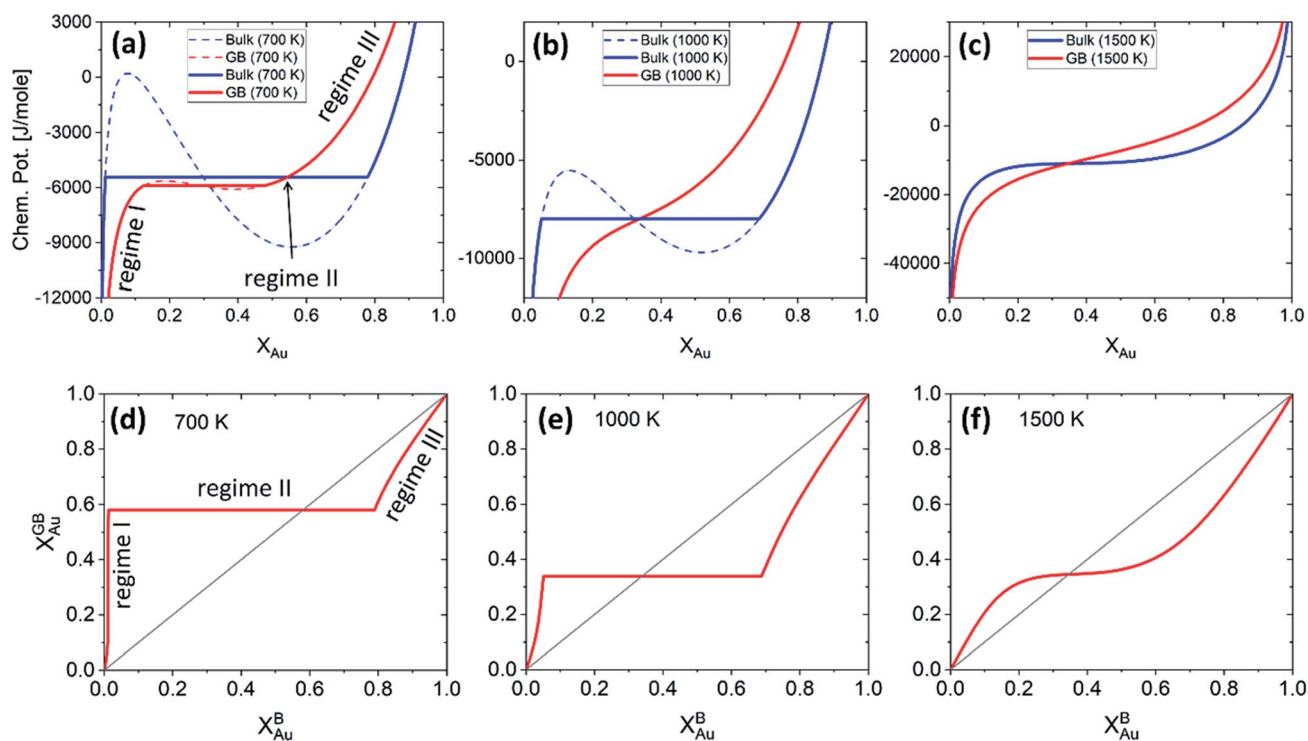 (a)
Bulk (700 K)
GB (700 K)
Bulk (700 K)
GB (700 K)
regime III
regime I
regime II
Chem. Pot. [J/mole]
3000
0
-3000
-6000
-9000
-12000
0.0 0.2 0.4 0.6 0.8 1.0
X_Au
(b)
Bulk (1000 K)
Bulk (1000 K)
GB (1000 K)
0
-5000
-10000
0.0 0.2 0.4 0.6 0.8 1.0
X_Au
(c)
Bulk (1500 K)
GB (1500 K)
20000
0
-20000
-40000
0.0 0.2 0.4 0.6 0.8 1.0
X_Au
(d) 700 K
regime II
regime I
regime III
X_Au^GB
1.0
0.8
0.6
0.4
0.2
0.0
0.0 0.2 0.4 0.6 0.8 1.0
X_Au^B
(e) 1000 K
1.0
0.8
0.6
0.4
0.2
0.0
0.0 0.2 0.4 0.6 0.8 1.0
X_Au^B
(f) 1500 K
1.0
0.8
0.6
0.4
0.2
0.0
0.0 0.2 0.4 0.6 0.8 1.0
X_Au^B